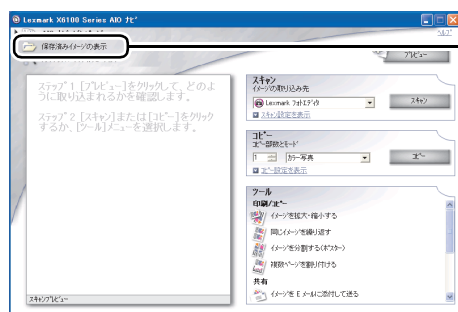 Lexmark X6100 Series AIO ﾅﾋﾞ
ﾍﾙﾌﾟ
保存済みｲﾒｰｼﾞの表示
ﾌﾟﾚﾋﾞｭｰ
ｽﾃｯﾌﾟ 1 [ﾌﾟﾚﾋﾞｭｰ]をｸﾘｯｸして、どのよ
うに取り込まれるかを確認します。
ｽﾃｯﾌﾟ 2 [ｽｷｬﾝ]または[ｺﾋﾟｰ]をｸﾘｯｸ
するか、[ﾂｰﾙ]ﾒﾆｭｰを選択します。
ｽｷｬﾝ
ｲﾒｰｼﾞの取り込み先
Lexmark ﾌｫﾄｴﾃﾞｨﾀ
ｽｷｬﾝ
ｽｷｬﾝ設定を表示
ｺﾋﾟｰ
ｺﾋﾟｰ部数とﾓｰﾄﾞ
1
ｶﾗｰ写真
ｺﾋﾟｰ
ｺﾋﾟｰ設定を表示
ﾂｰﾙ
印刷/ｺﾋﾟｰ
ｲﾒｰｼﾞを拡大・縮小する
同じｲﾒｰｼﾞを繰り返す
ｲﾒｰｼﾞを分割する(ﾎﾟｽﾀｰ)
複数ﾍﾟｰｼﾞを割り付ける
共有
ｲﾒｰｼﾞを E ﾒｰﾙに添付して送る
ｽｷｬﾝﾌﾟﾚﾋﾞｭｰ